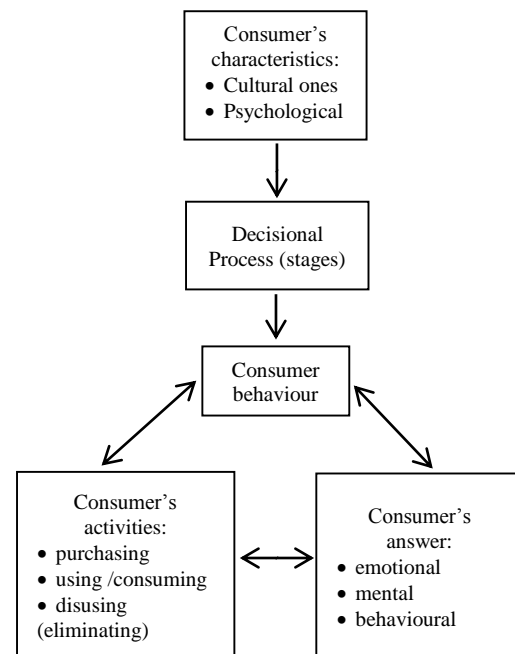 Consumer's
characteristics:
• Cultural ones
• Psychological
Decisional
Process (stages)
Consumer
behaviour
Consumer's
activities:
• purchasing
• using /consuming
• disusing
(eliminating)
Consumer's
answer:
• emotional
• mental
• behavioural